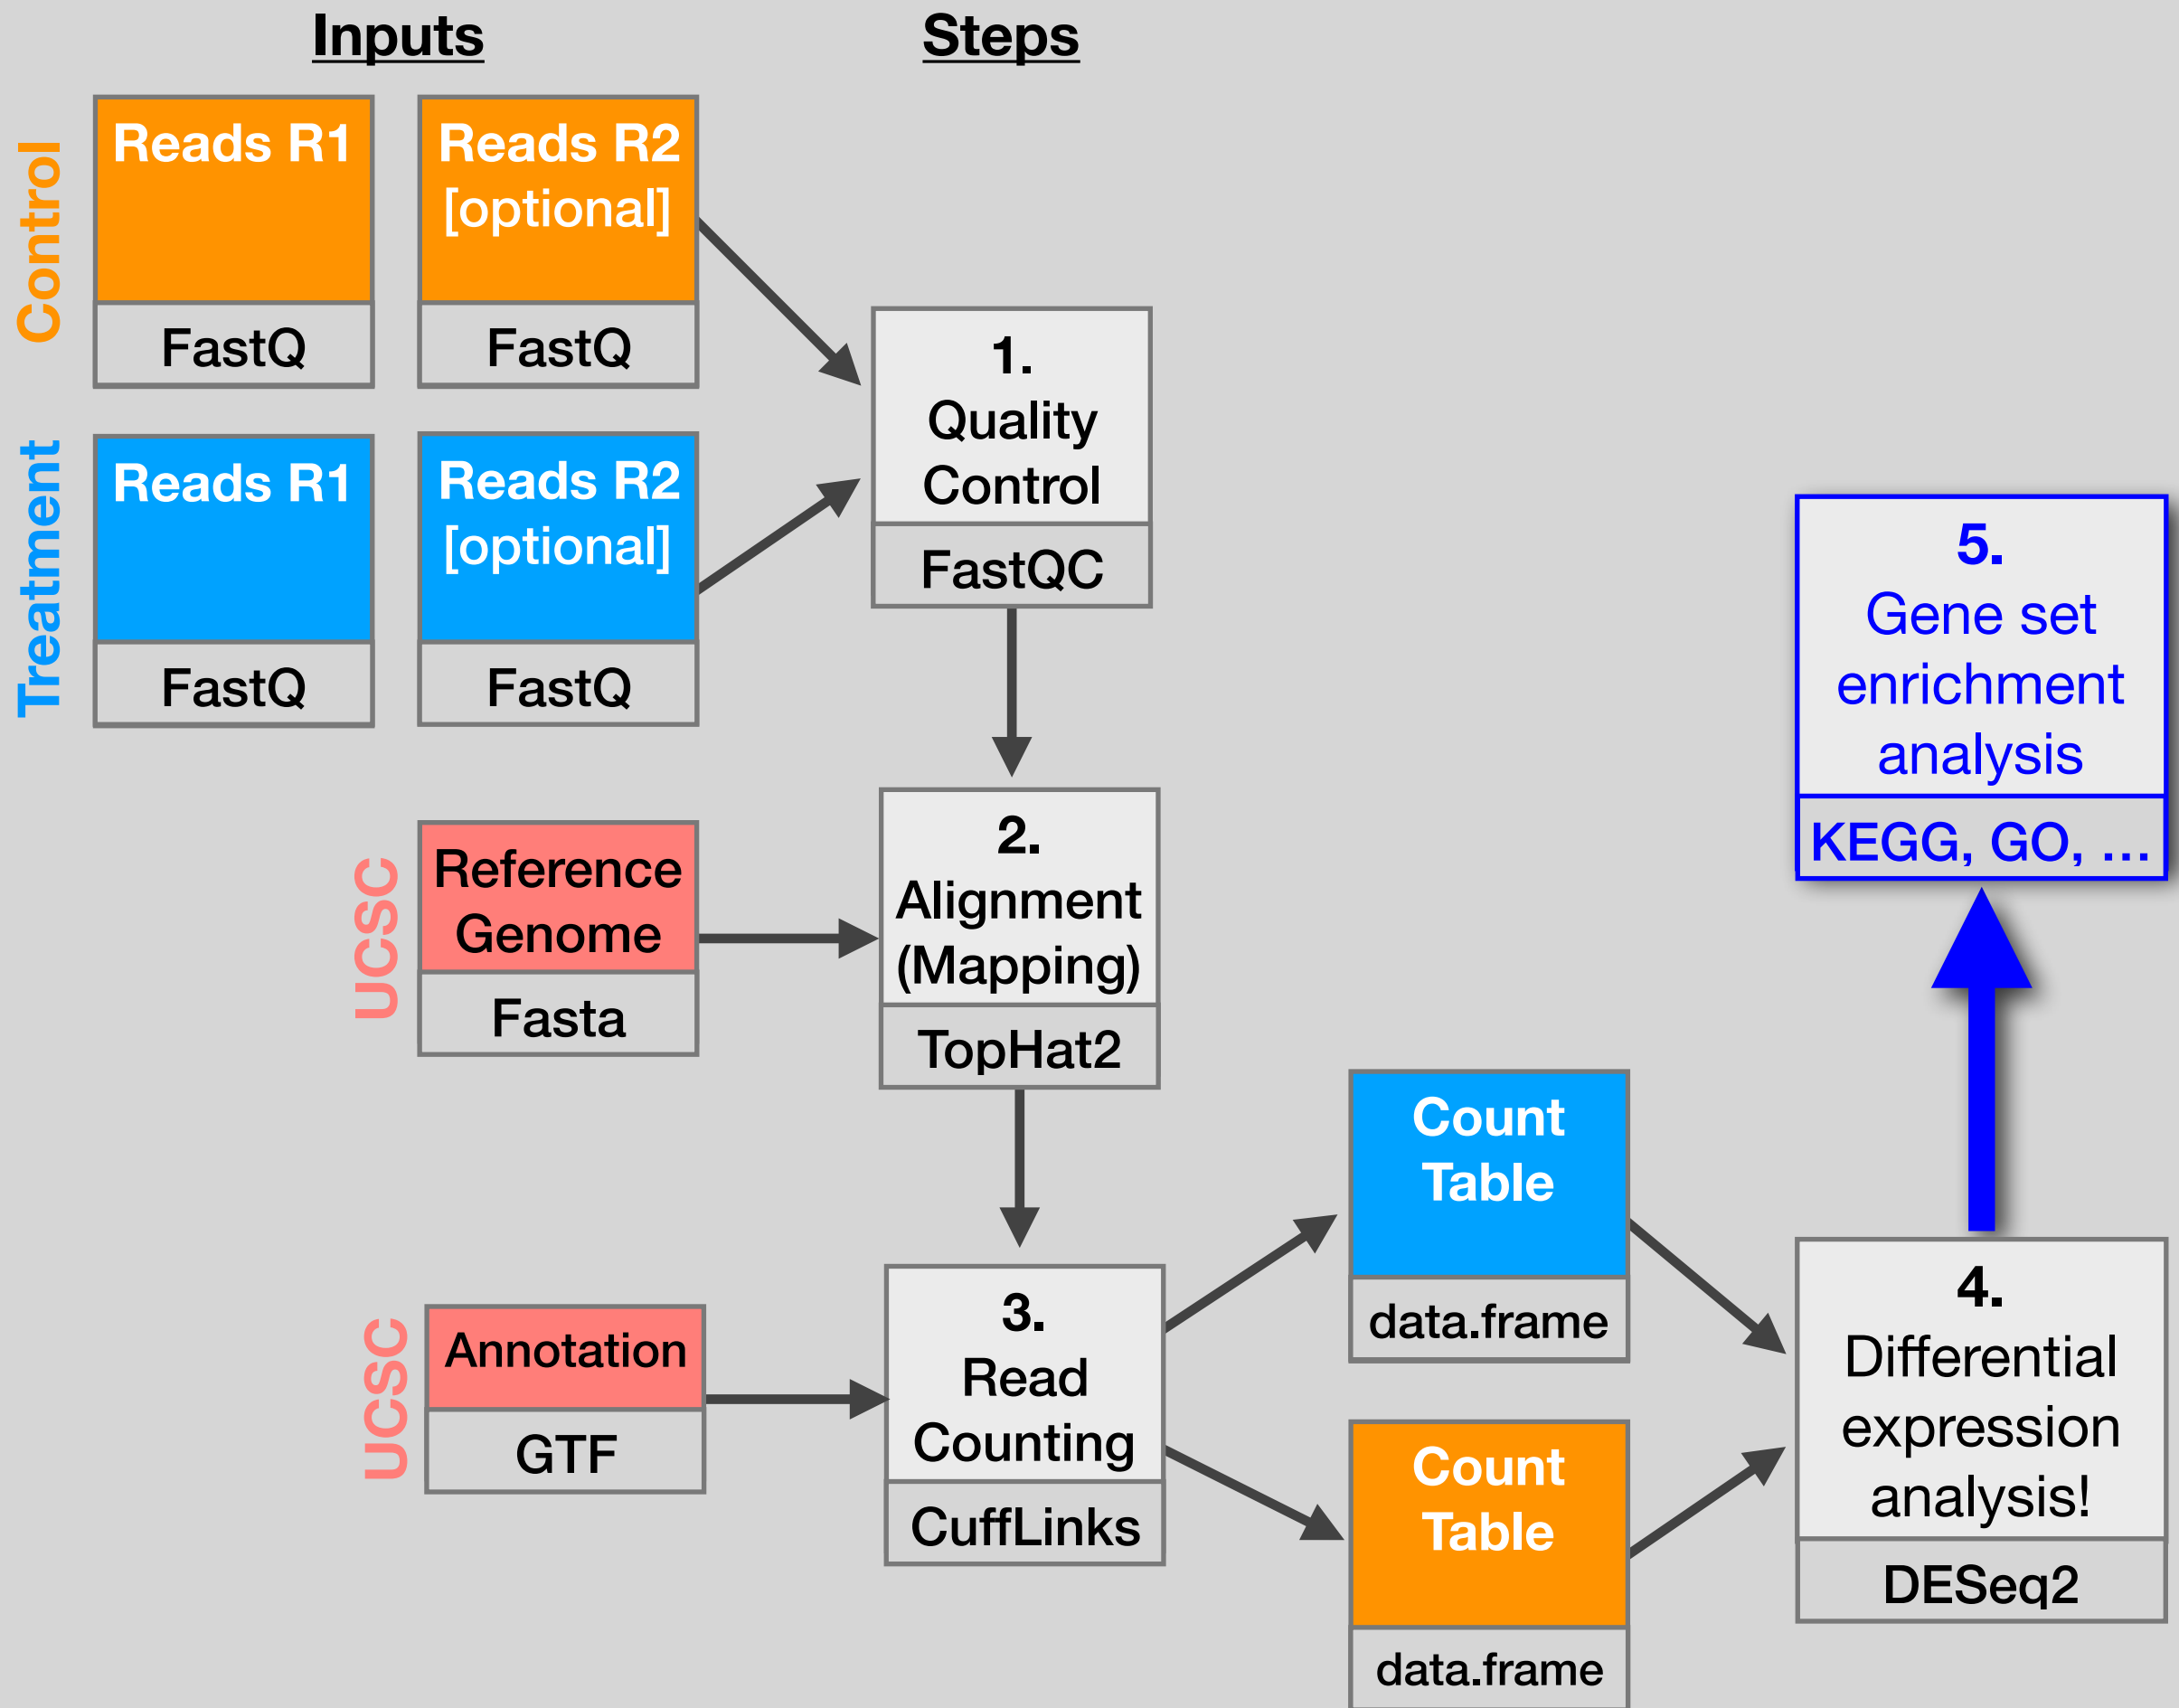 Inputs
Steps
Control
Reads R1
FastQ
Reads R2
[optional]
FastQ
Treatment
Reads R1
FastQ
Reads R2
[optional]
FastQ
1.
Quality
Control
FastQC
UCSC
Reference
Genome
Fasta
2.
Alignment
(Mapping)
TopHat2
UCSC
Annotation
GTF
3.
Read
Counting
CuffLinks
Count
Table
data.frame
Count
Table
data.frame
4.
Differential
expression
analysis!
DESeq2
5.
Gene set
enrichment
analysis
KEGG, GO, …